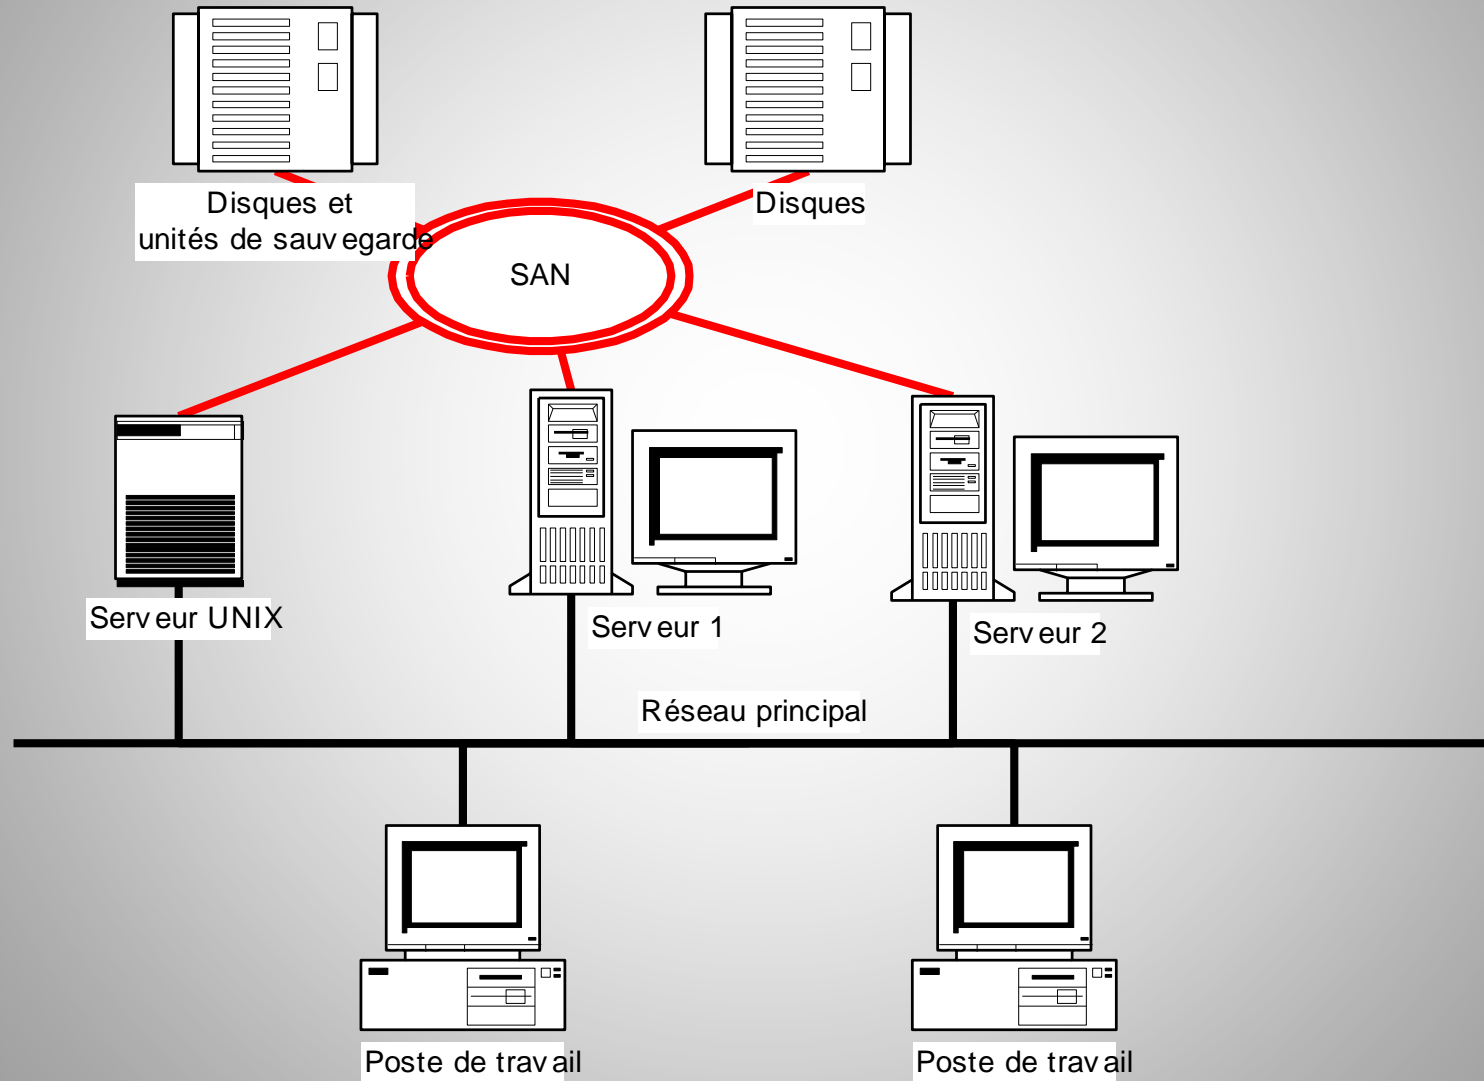 Disques et
unités de sauvegarde
Disques
SAN
Serveur UNIX
Serveur 1
Serveur 2
Réseau principal
Poste de travail
Poste de travail